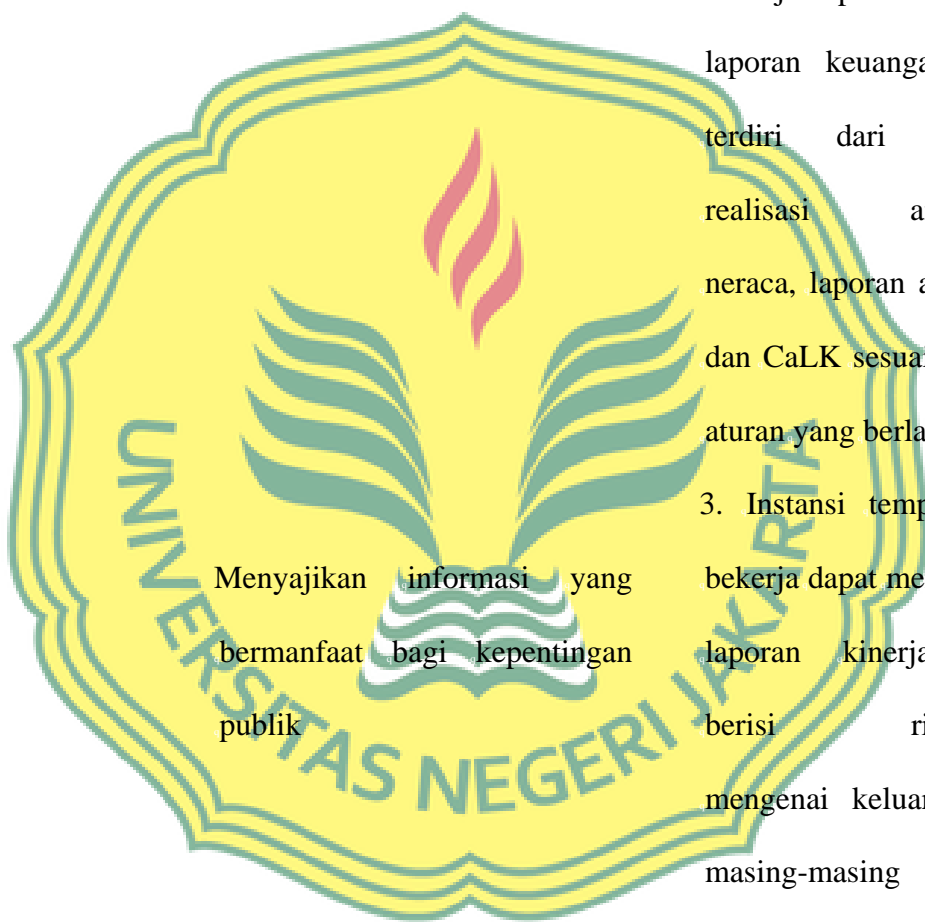 laporan keuanga
terdiri dari
realisasi a
neraca, laporan a
dan CaLK sesuai
aturan yang berla
3. Instansi temp
Menyajikan informasi yang
bermanfaat bagi kepentingan
publik
bekerja dapat me
laporan kinerja
berisi ri
mengenai keluar
masing-masing
UNIVERSITAS NEGERI JAKARTA